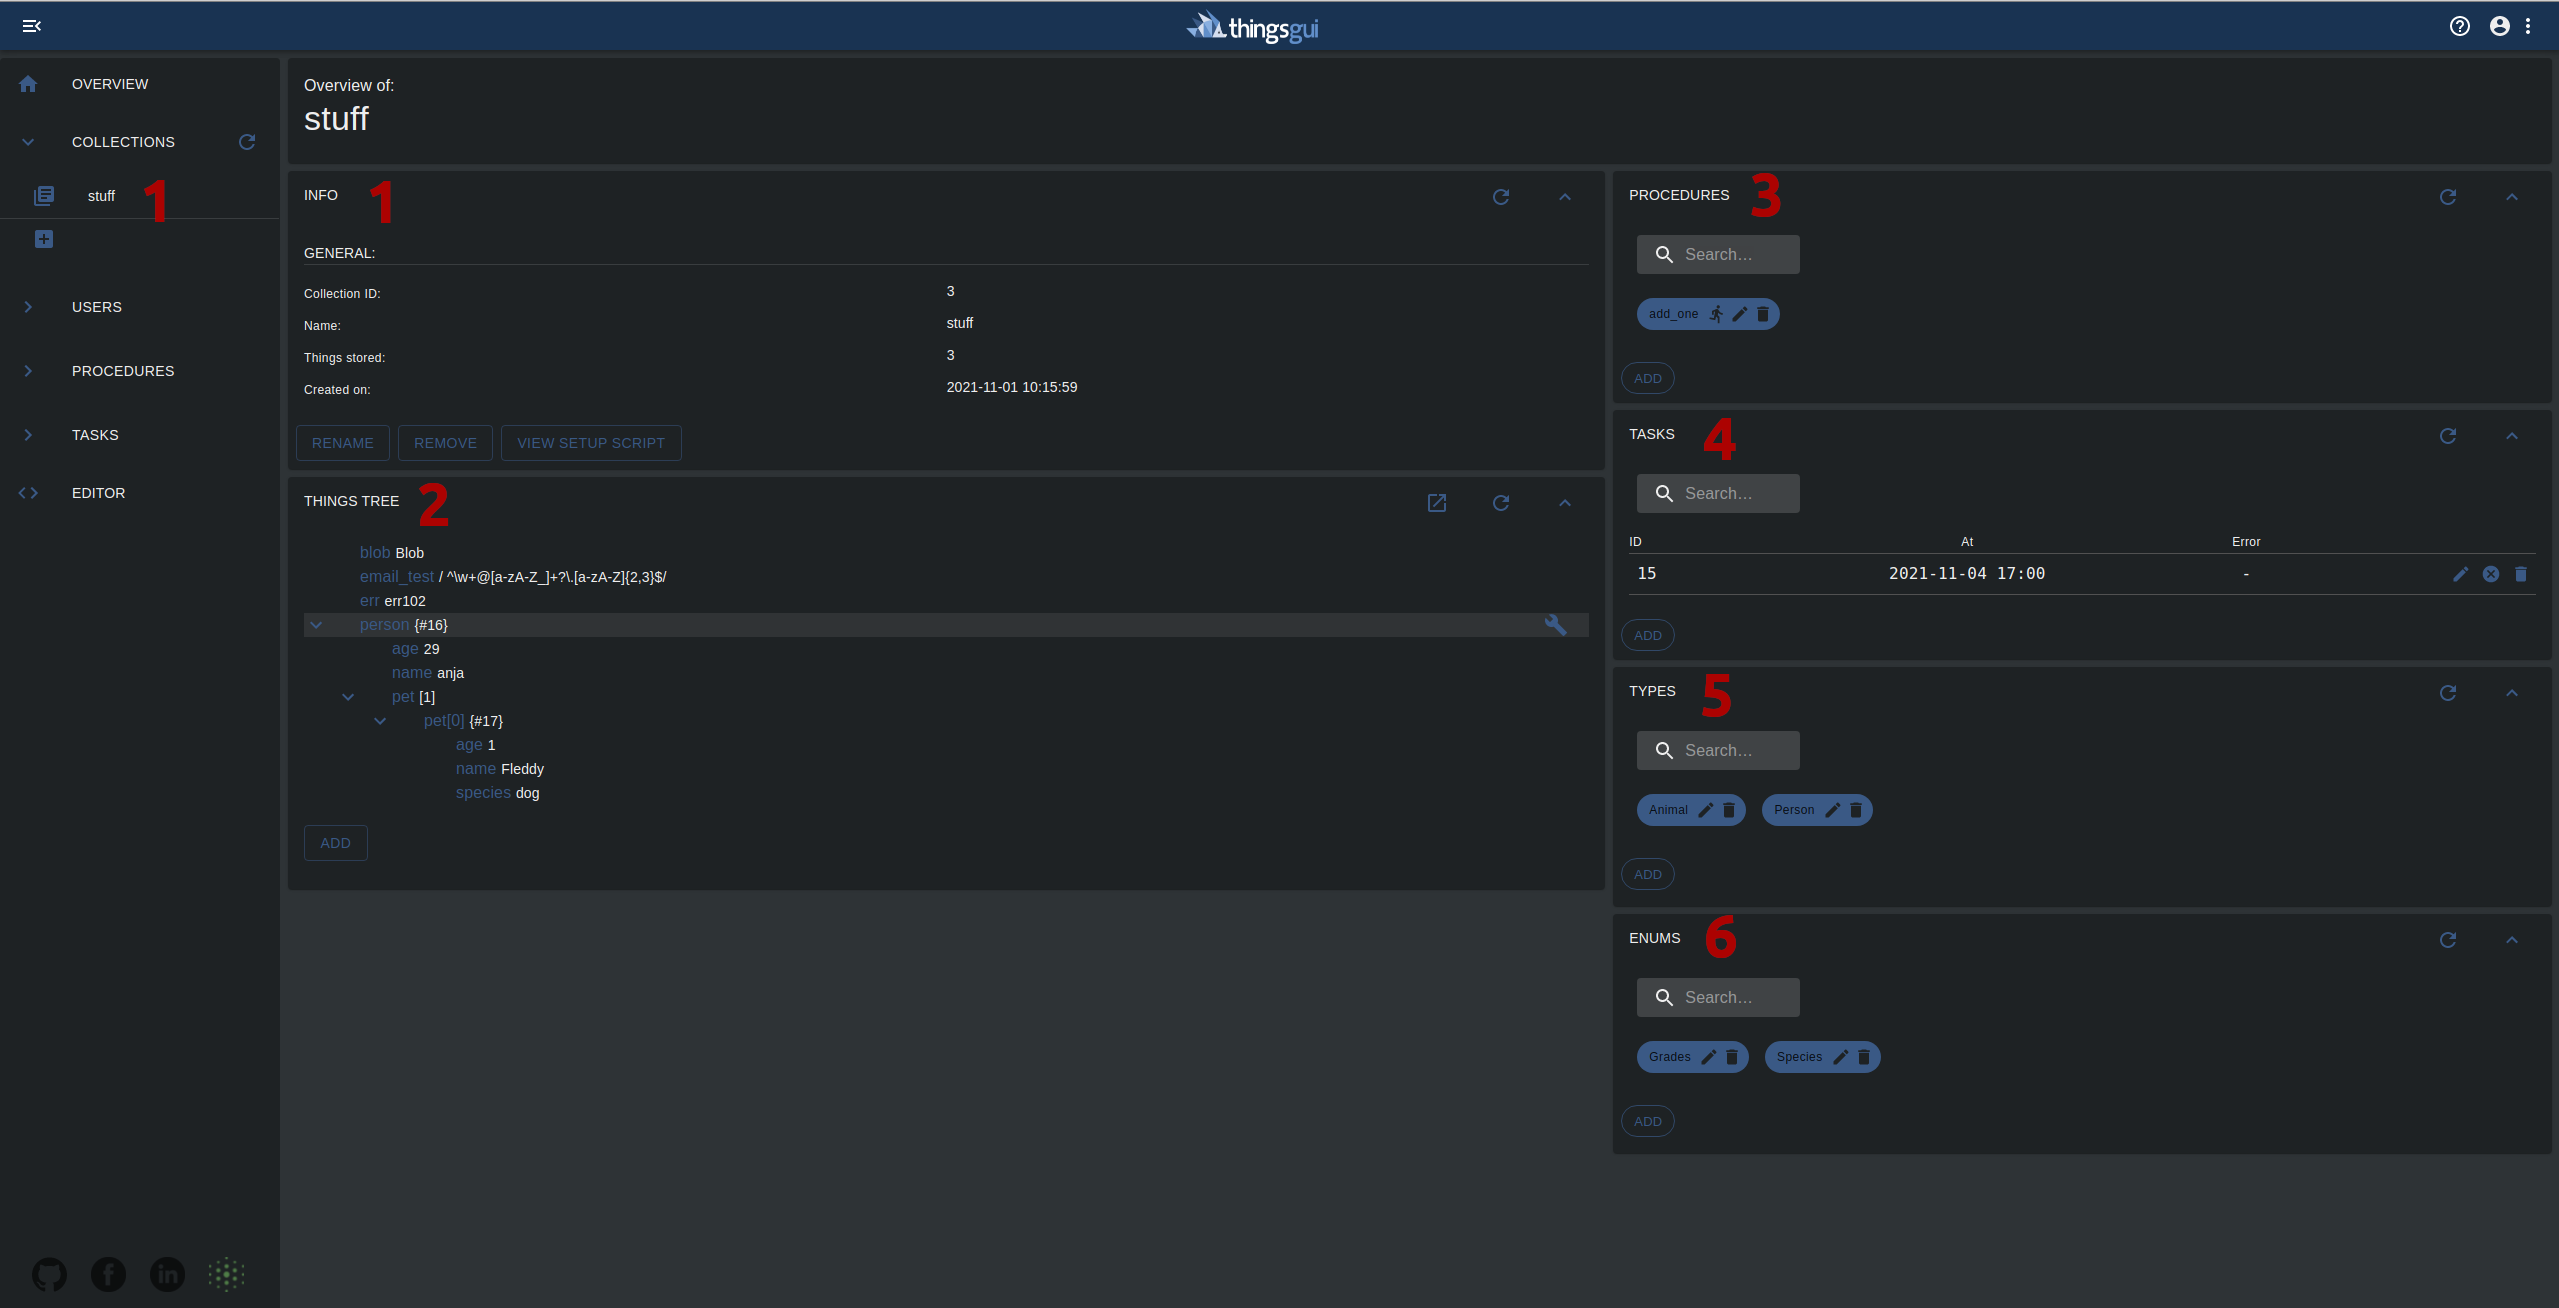 thingsgui
OVERVIEW
COLLECTIONS
stuff 1
USERS
PROCEDURES
TASKS
EDITOR
Overview of:
stuff
INFO 1
GENERAL:
Collection ID: 3
Name: stuff
Things stored: 3
Created on: 2021-11-01 10:15:59
RENAME REMOVE VIEW SETUP SCRIPT
THINGS TREE 2
blob Blob
email_test / ^\w+@[a-zA-Z_]+?\.[a-zA-Z]{2,3}$/
err err102
person {#16}
age 29
name anja
pet [1]
pet[0] {#17}
age 1
name Fleddy
species dog
ADD
PROCEDURES 3
Search…
add_one
ADD
TASKS 4
Search…
ID At Error
15 2021-11-04 17:00 -
ADD
TYPES 5
Search…
Animal Person
ADD
ENUMS 6
Search…
Grades Species
ADD